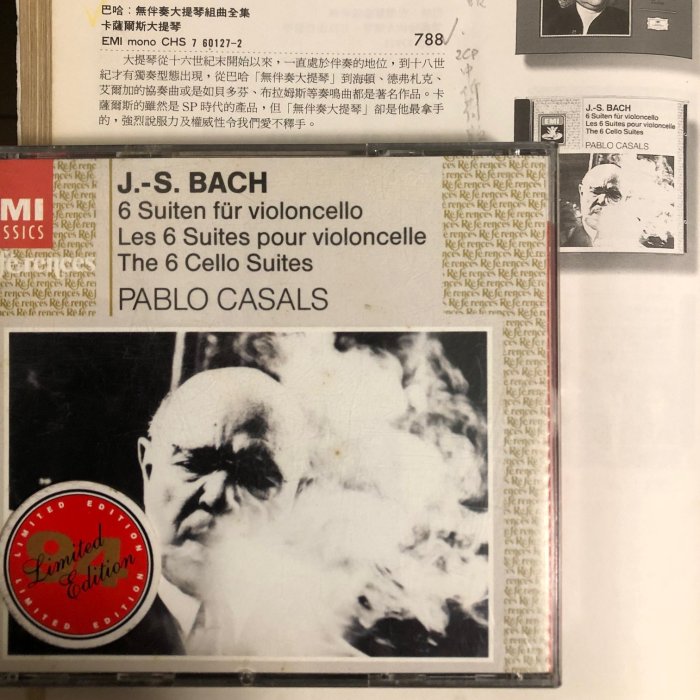 巴哈：無伴奏大提琴組曲全集
卡薩爾斯大提琴
EMI mono CHS 7 60127-2
788
大提琴從十六世紀末開始以來，一直處於伴奏的地位，到十八世
紀才有獨奏型態出現，從巴哈「無伴奏大提琴」到海頓、德弗札克、
艾爾加的協奏曲或是如貝多芬、布拉姆斯等奏鳴曲都是著名作品。卡
薩爾斯的雖然是 SP 時代的產品，但「無伴奏大提琴」卻是他最拿手
的，強烈說服力及權威性令我們愛不釋手。
EMI
J.-S. BACH
6 Suiten für violoncello
Les 6 Suites pour violoncelle
The 6 Cello Suites
PABLO CASALS
MI
ASSICS
férences
J.-S. BACH
6 Suiten für violoncello
Les 6 Suites pour violoncelle
The 6 Cello Suites
PABLO CASALS
LIMITED EDITION
94
Limited
Edition
LIMITED EDITION